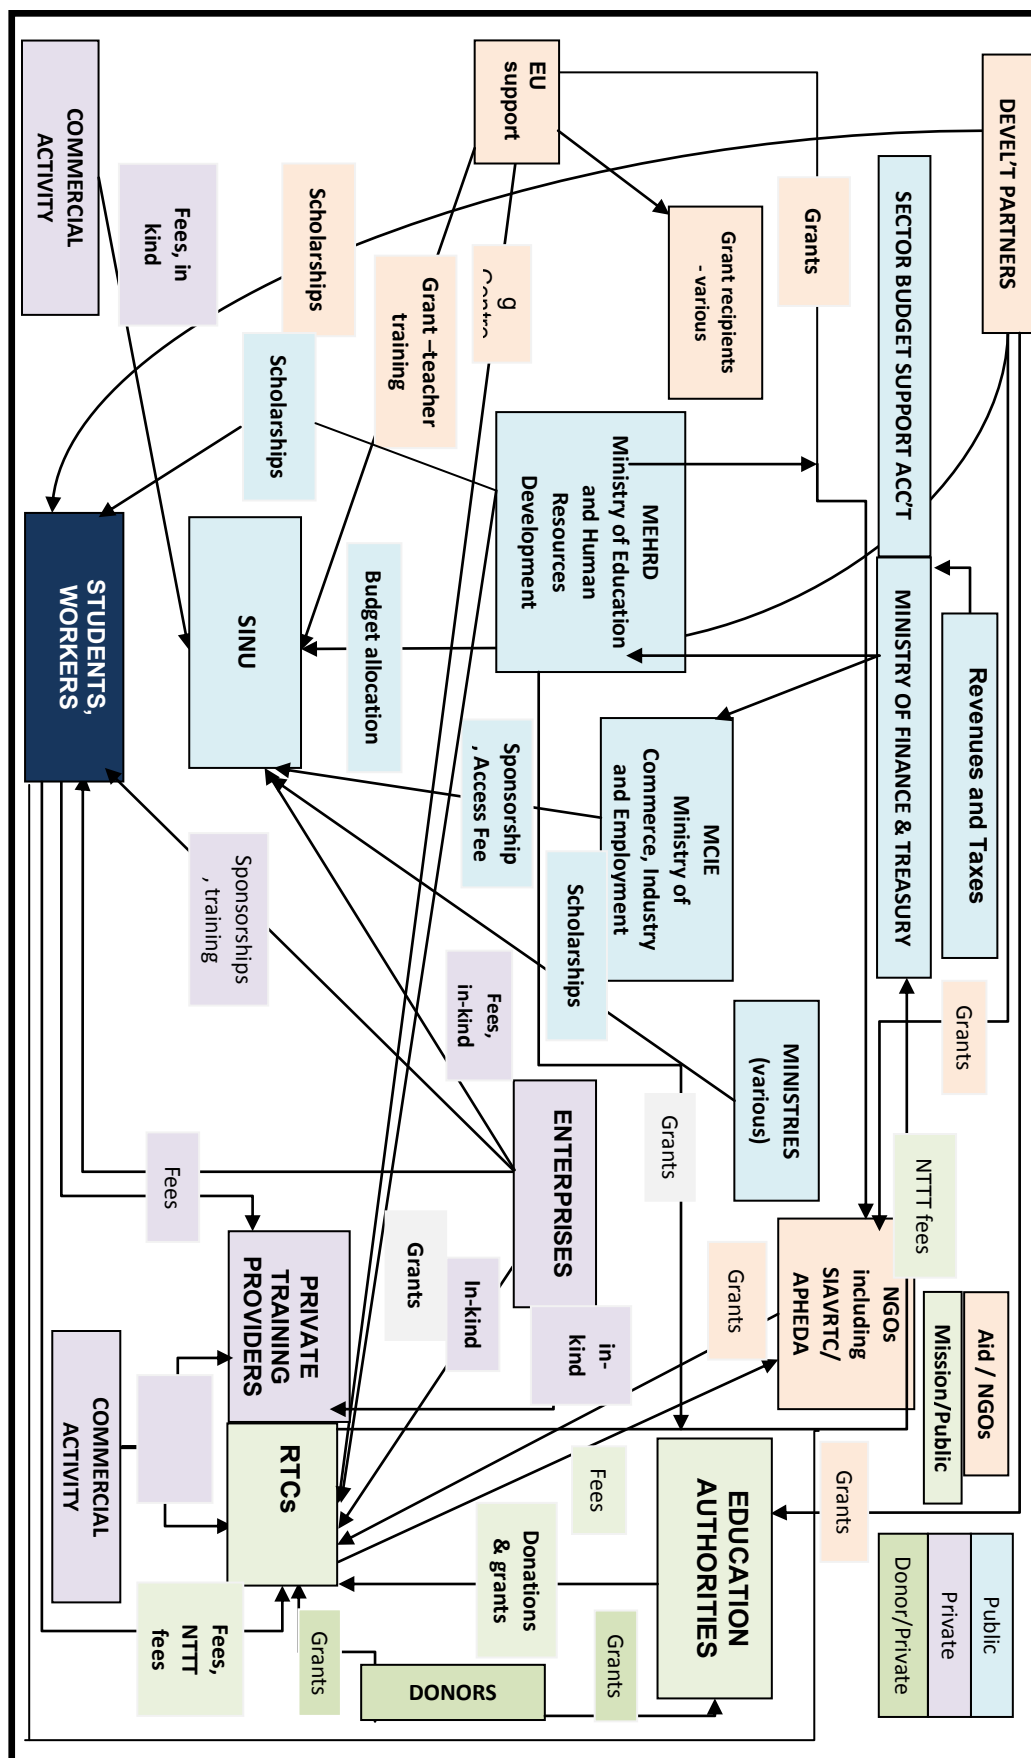 DEVEL'T PARTNERS
SECTOR BUDGET SUPPORT ACC'T
MINISTRY OF FINANCE & TREASURY
Revenues and Taxes
Grants
NTTT fees
Aid / NGOs
Mission/Public
Public
Private
Donor/Private
Grants
Grants
EU
support
Grant recipients
- various
MEHRD
Ministry of Education
and Human
Resources
Development
MCIE
Ministry of
Commerce, Industry
and Employment
MINISTRIES
(various)
NGOs
including
SIAVRTC/
APHEDA
EDUCATION
AUTHORITIES
Grants
Grants
g
Grant –teacher
training
Sponsorship
, Access Fee
Scholarships
Fees,
in-kind
ENTERPRISES
in-
kind
In-kind
Grants
Fees
Donations
& grants
Grants
DONORS
Scholarships
Scholarships
Budget allocation
Fees, in
kind
SINU
Sponsorships
, training
PRIVATE
TRAINING
PROVIDERS
RTCs
Grants
Fees
Fees,
NTTT
fees
COMMERCIAL
ACTIVITY
STUDENTS,
WORKERS
COMMERCIAL
ACTIVITY